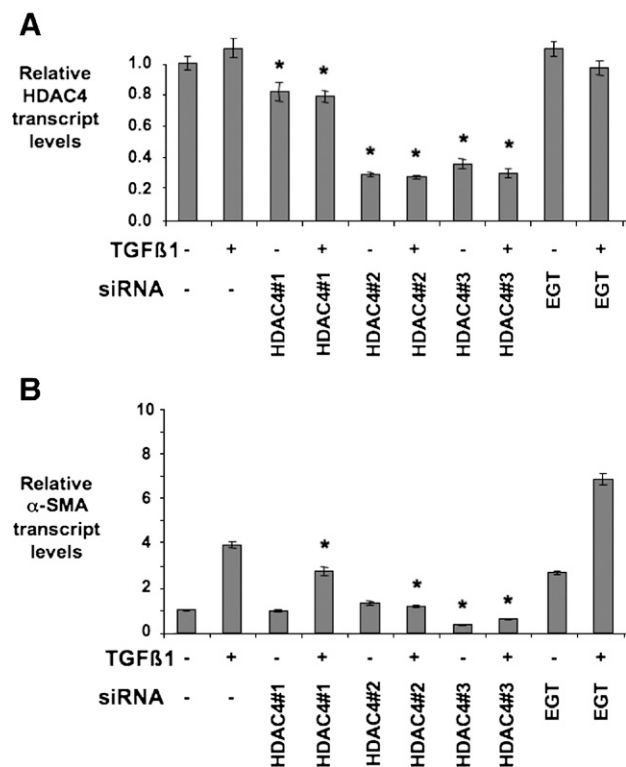 A
Relative
HDAC4
transcript
levels
1.0
0.8
0.6
0.4
0.2
0.0
* * * * * *
TGFß1 - + - + - + - + - +
siRNA - - HDAC4#1 HDAC4#1 HDAC4#2 HDAC4#2 HDAC4#3 HDAC4#3 EGT EGT
B
Relative
α-SMA
transcript
levels
10
8
6
4
2
0
* * * *
TGFß1 - + - + - + - + - +
siRNA - - HDAC4#1 HDAC4#1 HDAC4#2 HDAC4#2 HDAC4#3 HDAC4#3 EGT EGT